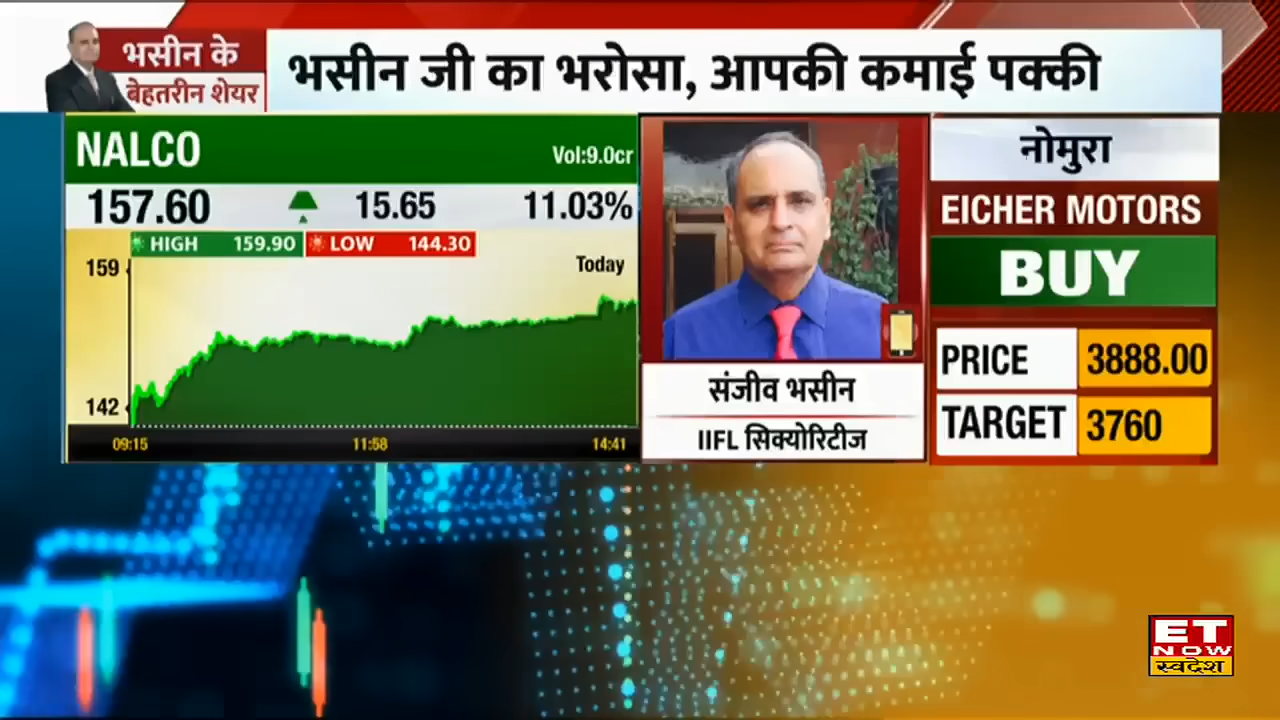 भसीन के
बेहतरीन शेयर
भसीन जी का भरोसा, आपकी कमाई पक्की
NALCO
Vol:9.0cr
157.60 15.65 11.03%
HIGH 159.90 LOW 144.30
159
Today
142
09:15 11:58 14:41
संजीव भसीन
IIFL सिक्योरिटीज
नोमुरा
EICHER MOTORS
BUY
PRICE 3888.00
TARGET 3760
ET
NOW
स्वदेश